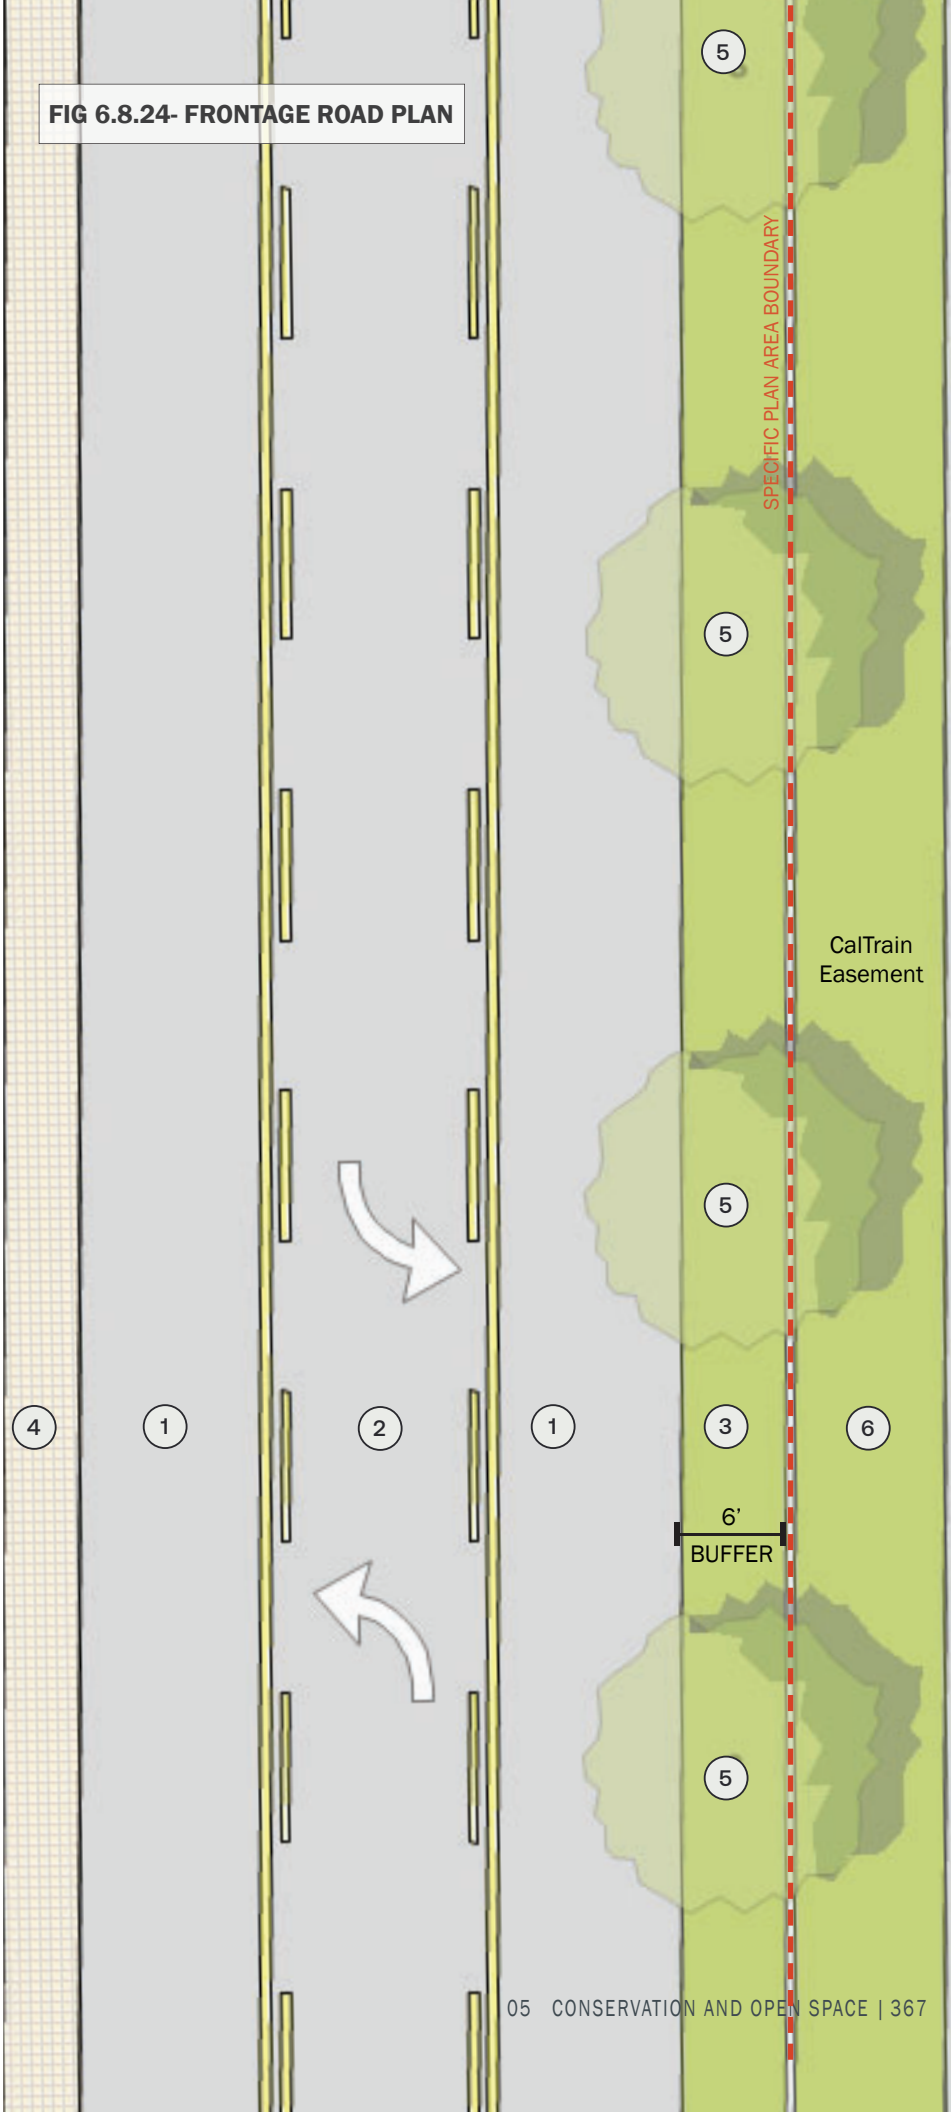 5
FIG 6.8.24- FRONTAGE ROAD PLAN
SPECIFIC PLAN AREA BOUNDARY
5
CalTrain
Easement
5
4
1
2
1
3
6
6'
BUFFER
5
05 CONSERVATION AND OPEN SPACE | 367